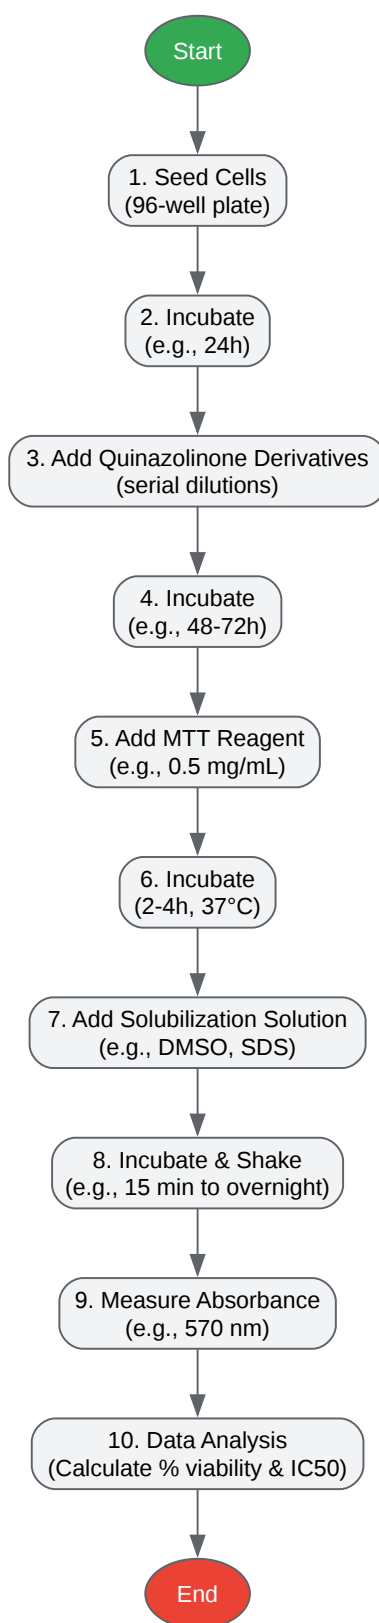 Start
1. Seed Cells
(96-well plate)
2. Incubate
(e.g., 24h)
3. Add Quinazolinone Derivatives
(serial dilutions)
4. Incubate
(e.g., 48-72h)
5. Add MTT Reagent
(e.g., 0.5 mg/mL)
6. Incubate
(2-4h, 37°C)
7. Add Solubilization Solution
(e.g., DMSO, SDS)
8. Incubate & Shake
(e.g., 15 min to overnight)
9. Measure Absorbance
(e.g., 570 nm)
10. Data Analysis
(Calculate % viability & IC50)
End